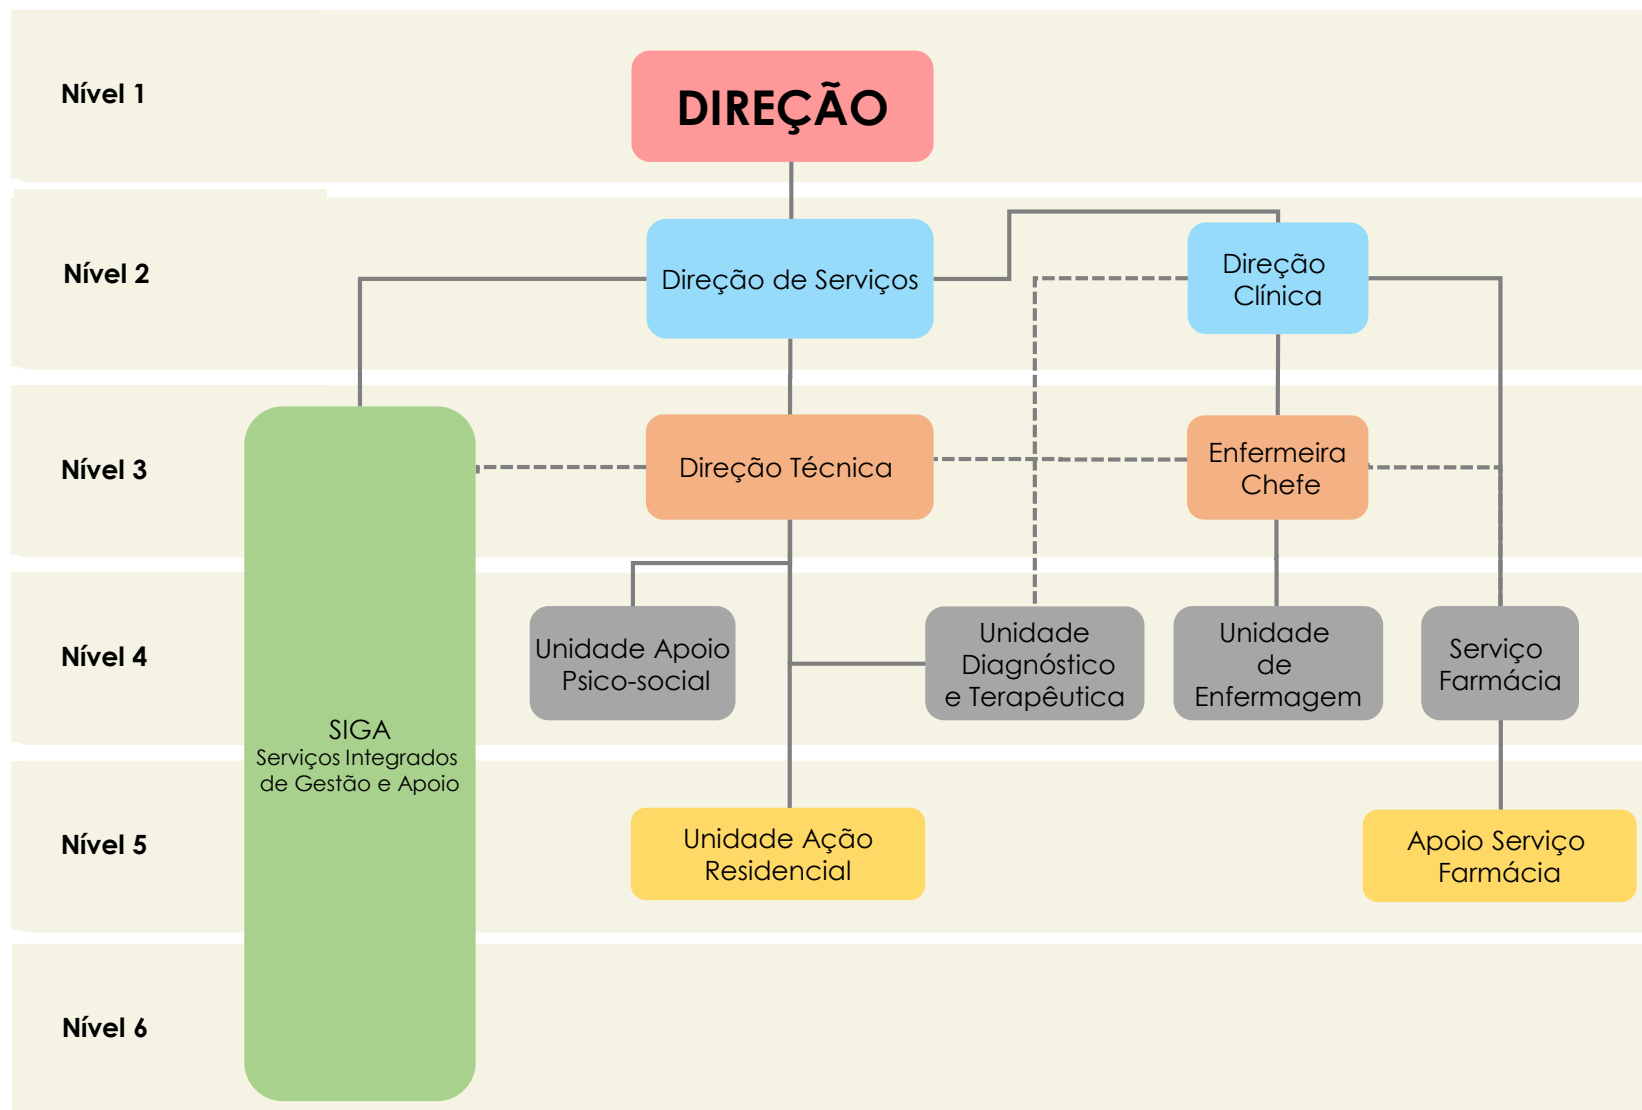 Nível 1
DIREÇÃO
Nível 2
Direção de Serviços
Direção
Clínica
Nível 3
Direção Técnica
Enfermeira
Chefe
Nível 4
Unidade Apoio
Psico-social
Unidade
Diagnóstico
e Terapêutica
Unidade
de
Enfermagem
Serviço
Farmácia
SIGA
Serviços Integrados
de Gestão e Apoio
Nível 5
Unidade Ação
Residencial
Apoio Serviço
Farmácia
Nível 6